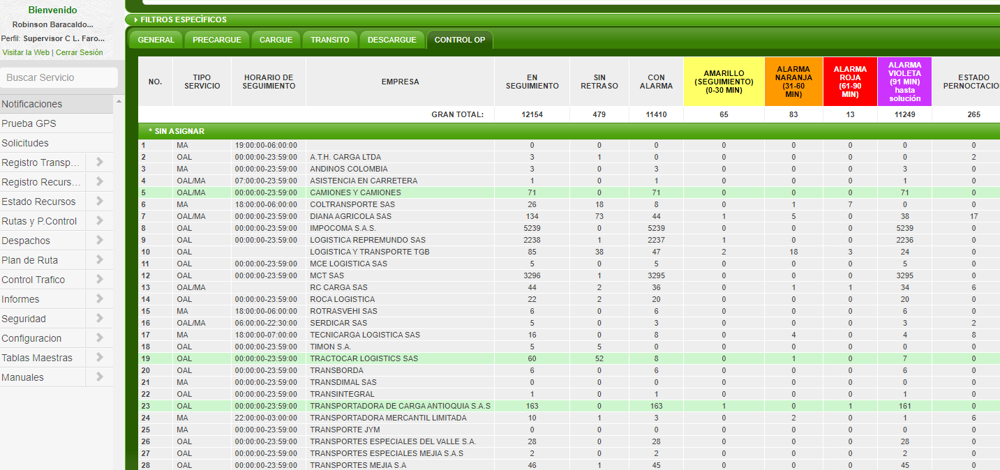 Bienvenido
Robinson Baracaldo...
Perfil: Supervisor C L. Faro...
Visitar la Web | Cerrar Sesión
Buscar Servicio
Notificaciones
Prueba GPS
Solicitudes
Registro Transp...
Registro Recurs...
Estado Recursos
Rutas y P.Control
Despachos
Plan de Ruta
Control Trafico
Informes
Seguridad
Configuracion
Tablas Maestras
Manuales
FILTROS ESPECÍFICOS
GENERAL PRECARGUE CARGUE TRANSITO DESCARGUE CONTROL OP
NO. TIPO SERVICIO HORARIO DE SEGUIMIENTO EMPRESA EN SEGUIMIENTO SIN RETRASO CON ALARMA AMARILLO (SEGUIMIENTO) (0-30 MIN) ALARMA NARANJA (31-60 MIN) ALARMA ROJA (61-90 MIN) ALARMA VIOLETA (91 MIN) hasta solución ESTADO PERNOCTACIO
GRAN TOTAL: 12154 479 11410 65 83 13 11249 265
* SIN ASIGNAR
1 MA 19:00:00-06:00:00 0 0 0 0 0 0 0 0
2 OAL 00:00:00-23:59:00 A.T.H. CARGA LTDA 3 1 0 0 0 0 0 2
3 MA 00:00:00-23:59:00 ANDINOS COLOMBIA 3 0 3 0 0 0 3 0
4 OAL/MA 07:00:00-23:59:00 ASISTENCIA EN CARRETERA 1 0 1 0 0 0 1 0
5 OAL/MA 00:00:00-23:59:00 CAMIONES Y CAMIONES 71 0 71 0 0 0 71 0
6 MA 18:00:00-06:00:00 COLTRANSPORTE SAS 26 18 8 0 1 7 0 0
7 OAL/MA 00:00:00-23:59:00 DIANA AGRICOLA SAS 134 73 44 1 5 0 38 17
8 OAL 00:00:00-23:59:00 IMPOCOMA S.A.S. 5239 0 5239 0 0 0 5239 0
9 OAL 00:00:00-23:59:00 LOGISTICA REPREMUNDO SAS 2238 1 2237 1 0 0 2236 0
10 OAL LOGISTICA Y TRANSPORTE TGB 85 38 47 2 18 3 24 0
11 OAL 00:00:00-23:59:00 MCE LOGISTICA SAS 5 0 5 0 0 0 5 0
12 OAL 00:00:00-23:59:00 MCT SAS 3296 1 3295 0 0 0 3295 0
13 OAL/MA RC CARGA SAS 44 2 36 0 1 1 34 6
14 OAL 00:00:00-23:59:00 ROCA LOGISTICA 22 2 20 0 0 0 20 0
15 MA 18:00:00-06:00:00 ROTRASVEHI SAS 6 0 6 0 0 0 6 0
16 OAL/MA 06:00:00-22:30:00 SERDICAR SAS 5 0 3 0 0 0 3 2
17 MA 18:00:00-07:00:00 TECNICARGA LOGISTICA SAS 16 0 8 0 4 0 4 8
18 OAL 00:00:00-23:59:00 TIMON S.A. 5 5 0 0 0 0 0 0
19 OAL 00:00:00-23:59:00 TRACTOCAR LOGISTICS SAS 60 52 8 0 1 0 7 0
20 OAL 00:00:00-23:59:00 TRANSBORDA 6 0 6 0 0 0 6 0
21 MA 00:00:00-23:59:00 TRANSDIMAL SAS 0 0 0 0 0 0 0 0
22 OAL 00:00:00-23:59:00 TRANSINTEGRAL 1 0 1 0 0 0 1 0
23 OAL 00:00:00-23:59:00 TRANSPORTADORA DE CARGA ANTIOQUIA S.A.S 163 0 163 1 0 1 161 0
24 MA 22:00:00-03:00:00 TRANSPORTADORA MERCANTIL LIMITADA 10 1 3 0 2 0 1 6
25 MA 00:00:00-23:59:00 TRANSPORTE JYM 0 0 0 0 0 0 0 0
26 OAL 00:00:00-23:59:00 TRANSPORTES ESPECIALES DEL VALLE S.A. 28 0 28 0 0 0 28 0
27 OAL 00:00:00-23:59:00 TRANSPORTES ESPECIALES MEJIA S.A.S 2 0 2 0 0 0 2 0
28 OAL 00:00:00-23:59:00 TRANSPORTES MEJIA S.A 46 1 45 0 0 0 45 0